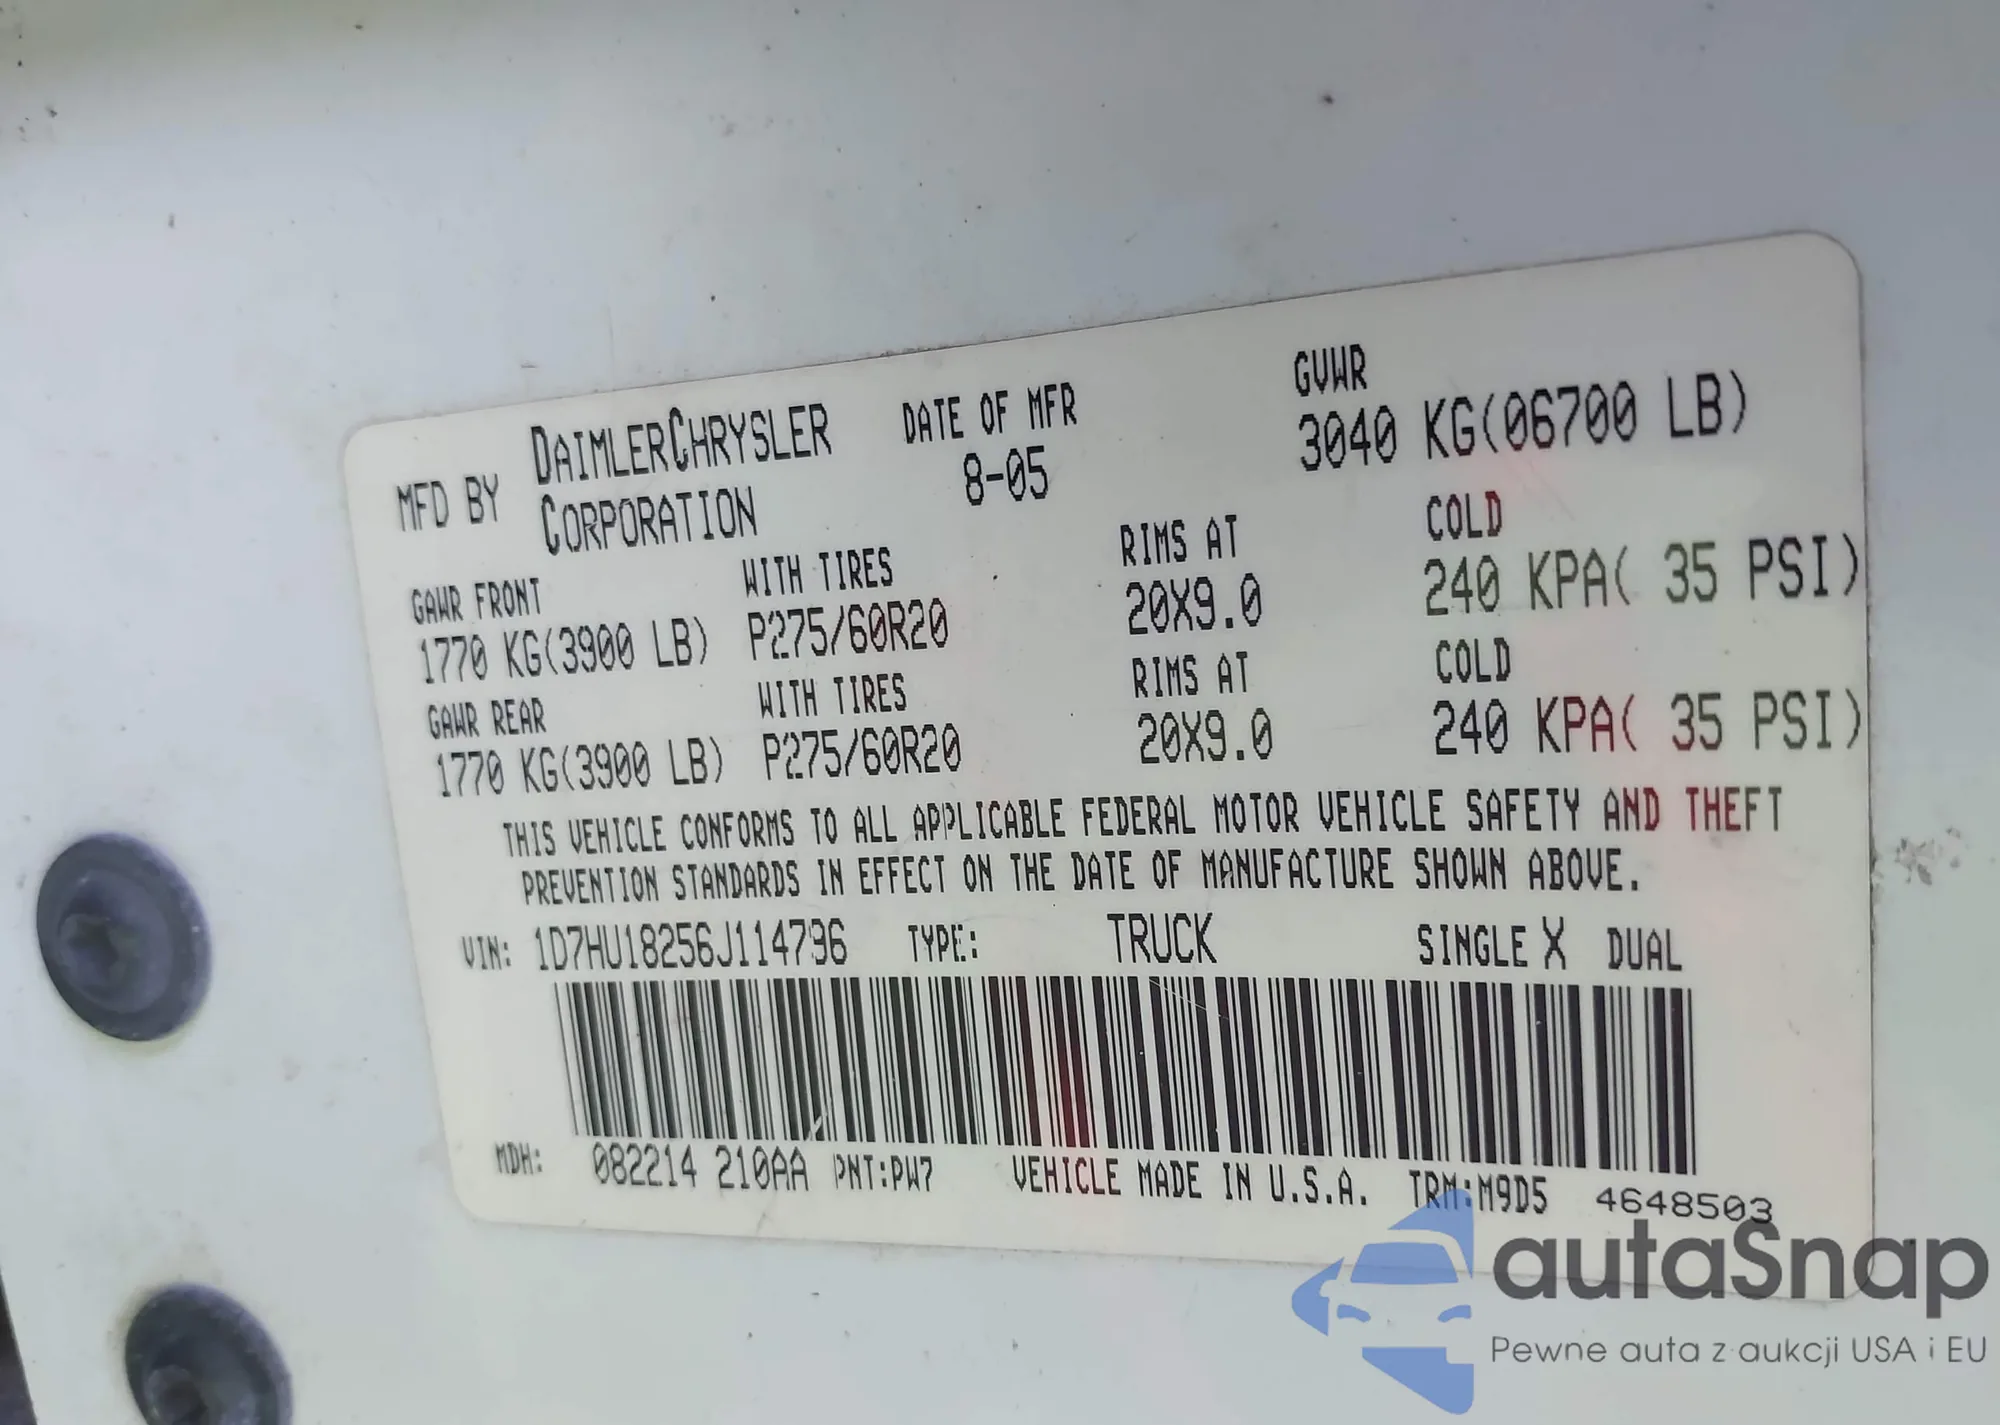 MFD BY DAIMLERCHRYSLER CORPORATION DATE OF MFR 8-05 GVWR 3040 KG(06700 LB)
GAWR FRONT WITH TIRES RIMS AT COLD
1770 KG(3900 LB) P275/60R20 20X9.0 240 KPA( 35 PSI)
GAWR REAR WITH TIRES RIMS AT COLD
1770 KG(3900 LB) P275/60R20 20X9.0 240 KPA( 35 PSI)
THIS VEHICLE CONFORMS TO ALL APPLICABLE FEDERAL MOTOR VEHICLE SAFETY AND THEFT
PREVENTION STANDARDS IN EFFECT ON THE DATE OF MANUFACTURE SHOWN ABOVE.
VIN: 1D7HU18256J114796 TYPE: TRUCK SINGLE X DUAL
MDH: 082214 210AA PNT:PW7 VEHICLE MADE IN U.S.A. TRM:M9D5 4648503
autaSnap
Pewne auta z aukcji USA i EU